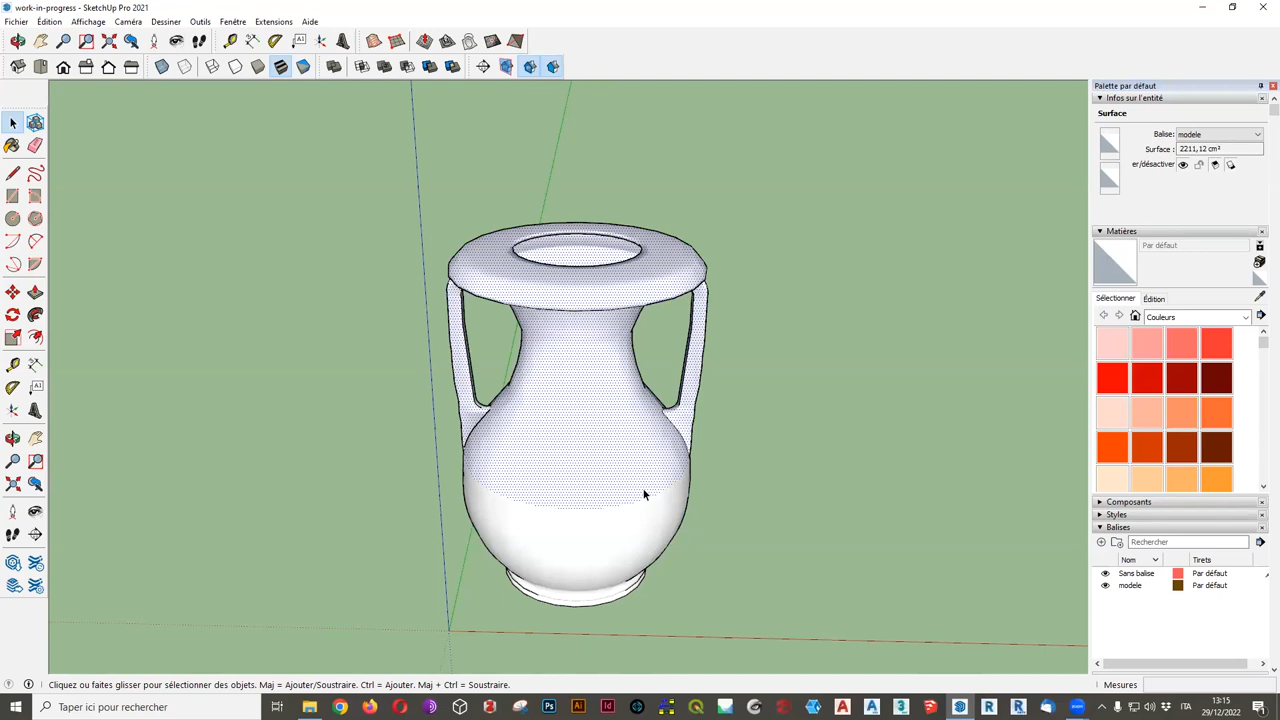 work-in-progress - SketchUp Pro 2021
Fichier Édition Affichage Caméra Dessiner Outils Fenêtre Extensions Aide
Palette par défaut
Infos sur l'entité
Surface
Balise: modele
Surface : 2211,12 cm²
er/désactiver
Matières
Par défaut
Sélectionner Édition
Couleurs
Composants
Styles
Balises
Rechercher
Nom Tirets
Sans balise Par défaut
modele Par défaut
Cliquez ou faites glisser pour sélectionner des objets. Maj = Ajouter/Soustraire. Ctrl = Ajouter. Maj + Ctrl = Soustraire.
Mesures
Taper ici pour rechercher
ITA
13:15
29/12/2022